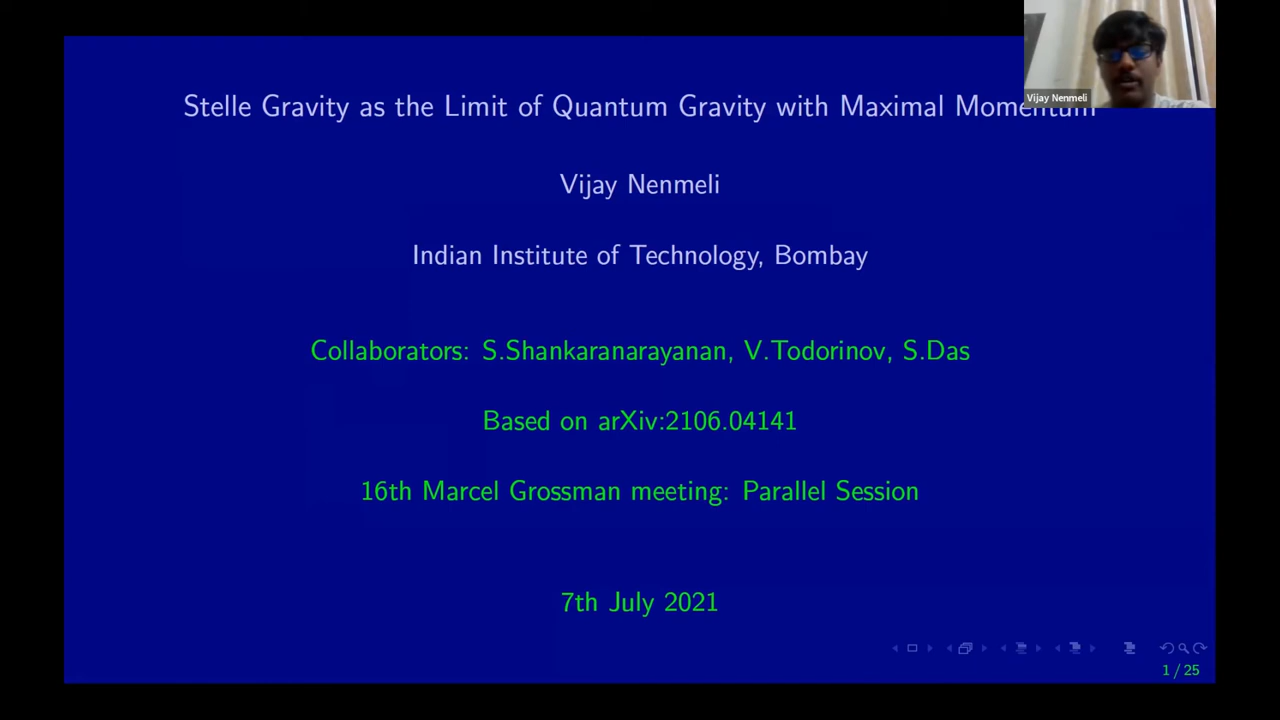 Stelle Gravity as the Limit of Quantum Gravity with Maximal Momentum
Vijay Nenmeli
Vijay Nenmeli
Indian Institute of Technology, Bombay
Collaborators: S.Shankaranarayanan, V.Todorinov, S.Das
Based on arXiv:2106.04141
16th Marcel Grossman meeting: Parallel Session
7th July 2021
1 / 25